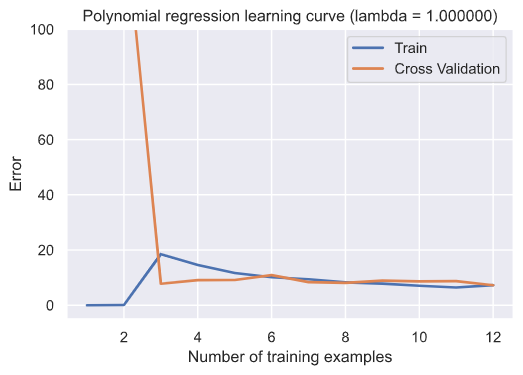 Polynomial regression learning curve (lambda = 1.000000)
100
Train
Cross Validation
80
60
Error
40
20
0
2 4 6 8 10 12
Number of training examples